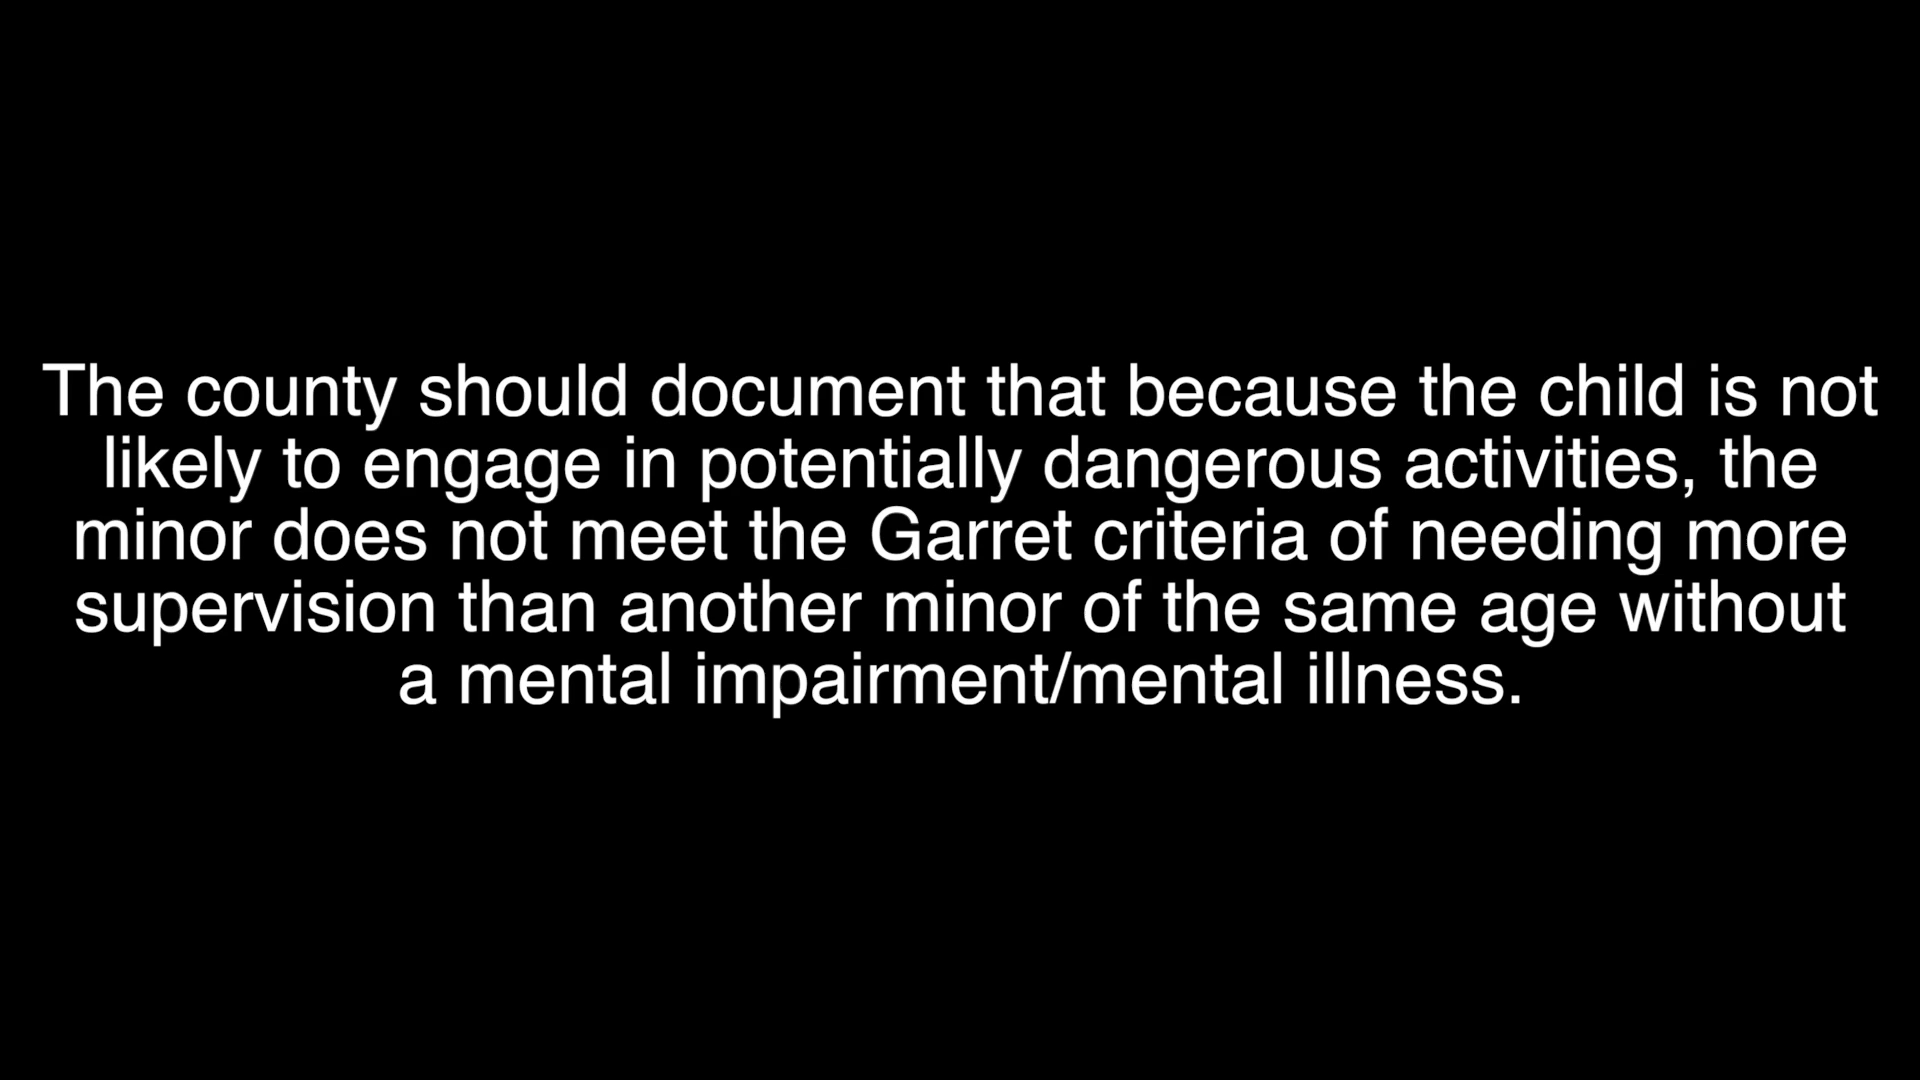 The county should document that because the child is not
likely to engage in potentially dangerous activities, the
minor does not meet the Garret criteria of needing more
supervision than another minor of the same age without
a mental impairment/mental illness.